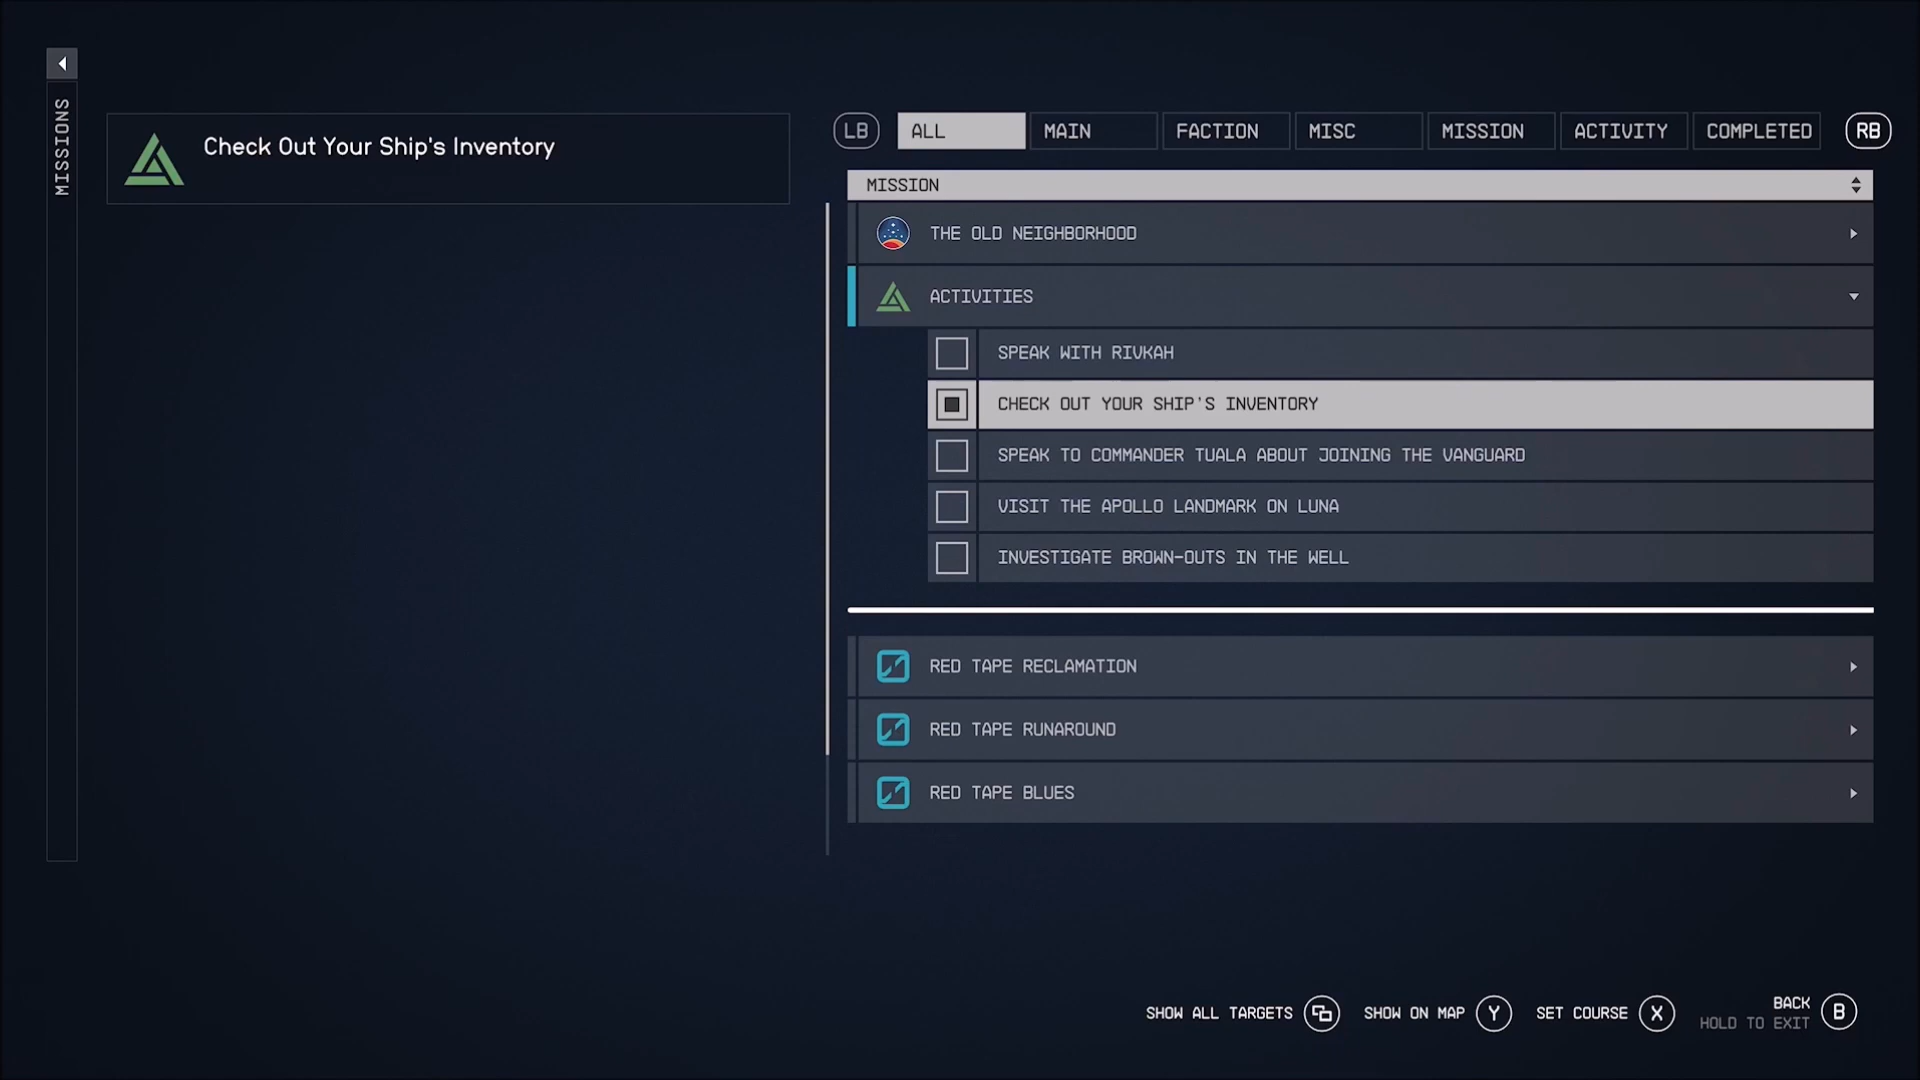 MISSIONS
Check Out Your Ship's Inventory
LB ALL MAIN FACTION MISC MISSION ACTIVITY COMPLETED RB
MISSION
THE OLD NEIGHBORHOOD
ACTIVITIES
SPEAK WITH RIVKAH
CHECK OUT YOUR SHIP'S INVENTORY
SPEAK TO COMMANDER TUALA ABOUT JOINING THE VANGUARD
VISIT THE APOLLO LANDMARK ON LUNA
INVESTIGATE BROWN-OUTS IN THE WELL
RED TAPE RECLAMATION
RED TAPE RUNAROUND
RED TAPE BLUES
SHOW ALL TARGETS SHOW ON MAP Y SET COURSE X BACK B
HOLD TO EXIT